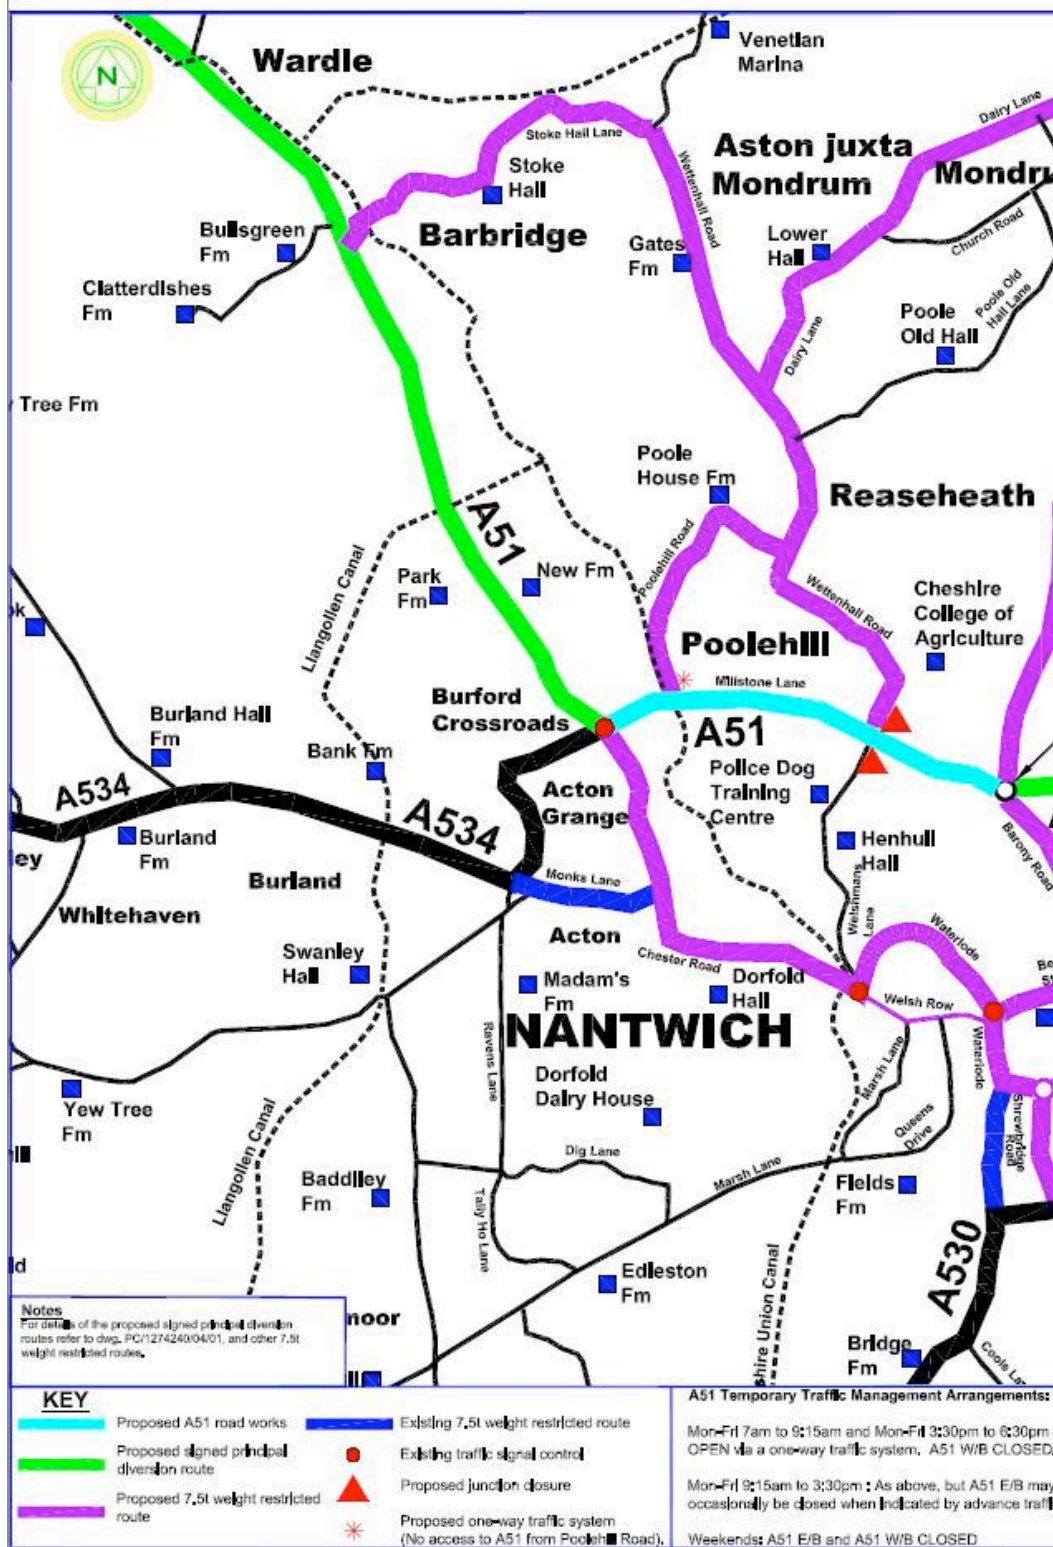 N
Wardle
Venetian
Marina
Dairy Lane
Stoke Hall Lane
Aston juxta
Mondrum
Stoke
Hall
Wettenhall Road
Barbridge
Bullsgreen
Fm
Gates
Fm
Lower
Hall
Church Road
Clatterdishes
Fm
Poole Old
Hall Lane
Poole
Old Hall
Dairy Lane
Tree Fm
Poole
House Fm
Reaseheath
A51
Llangollen Canal
Park
Fm
New Fm
Poolehill Road
Wettenhall Road
Cheshire
College of
Agriculture
Poolehill
Millstone Lane
Burford
Crossroads
Burland Hall
Fm
Bank Fm
A51
Police Dog
Training
Centre
A534
Acton
Grange
A534
Burland
Fm
Barony Road
Henhull
Hall
Monks Lane
Burland
Whitehaven
Welshmans
Lane
Acton
Waterlode
Swanley
Hall
Chester Road
Madam's
Fm
Dorfold
Hall
Welsh Row
NANTWICH
Ravens Lane
Marsh Lane
Waterlode
Yew Tree
Fm
Dorfold
Dairy House
Queens
Drive
Shrewbridge
Road
Llangollen Canal
Dig Lane
Marsh Lane
Baddiley
Fm
Tally Ho Lane
Fields
Fm
Edleston
Fm
A530
shire Union Canal
Bridge
Fm
moor
Notes
For details of the proposed signed principal diversion
routes refer to dwg. PC/1274240/04/01, and other 7.5t
weight restricted routes.
KEY
Proposed A51 road works
Proposed signed principal
diversion route
Proposed 7.5t weight restricted
route
Existing 7.5t weight restricted route
Existing traffic signal control
Proposed junction closure
Proposed one-way traffic system
(No access to A51 from Poolehill Road).
A51 Temporary Traffic Management Arrangements:
Mon-Fri 7am to 9:15am and Mon-Fri 3:30pm to 6:30pm
OPEN via a one-way traffic system. A51 W/B CLOSED.
Mon-Fri 9:15am to 3:30pm : As above, but A51 E/B may
occasionally be closed when indicated by advance
Weekends: A51 E/B and A51 W/B CLOSED